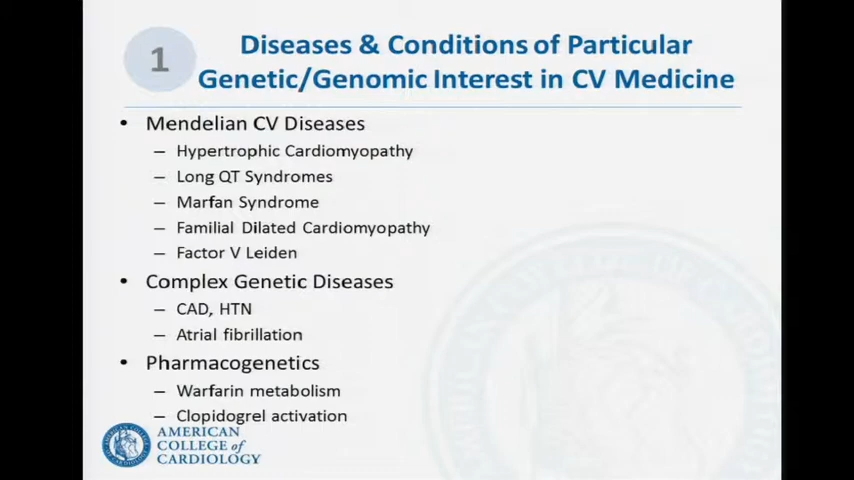 1
Diseases & Conditions of Particular
Genetic/Genomic Interest in CV Medicine
• Mendelian CV Diseases
– Hypertrophic Cardiomyopathy
– Long QT Syndromes
– Marfan Syndrome
– Familial Dilated Cardiomyopathy
– Factor V Leiden
• Complex Genetic Diseases
– CAD, HTN
– Atrial fibrillation
• Pharmacogenetics
– Warfarin metabolism
– Clopidogrel activation
AMERICAN
COLLEGE of
CARDIOLOGY